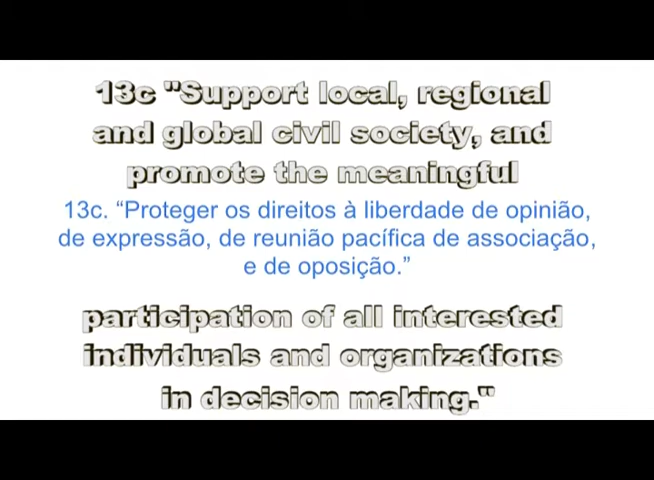 13c "Support local, regional
and global civil society, and
promote the meaningful
13c. “Proteger os direitos à liberdade de opinião,
de expressão, de reunião pacífica de associação,
e de oposição.”
participation of all interested
individuals and organizations
in decision making."